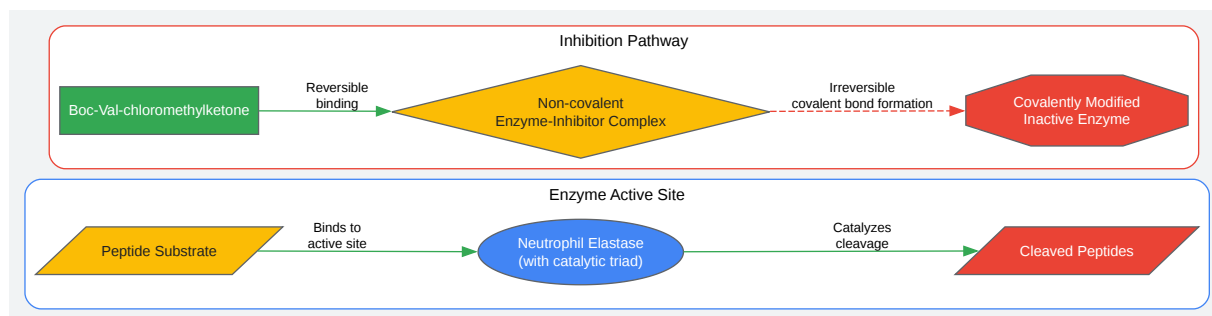 Inhibition Pathway
Boc-Val-chloromethylketone
Reversible
binding
Non-covalent
Enzyme-Inhibitor Complex
Irreversible
covalent bond formation
Covalently Modified
Inactive Enzyme
Enzyme Active Site
Peptide Substrate
Binds to
active site
Neutrophil Elastase
(with catalytic triad)
Catalyzes
cleavage
Cleaved Peptides